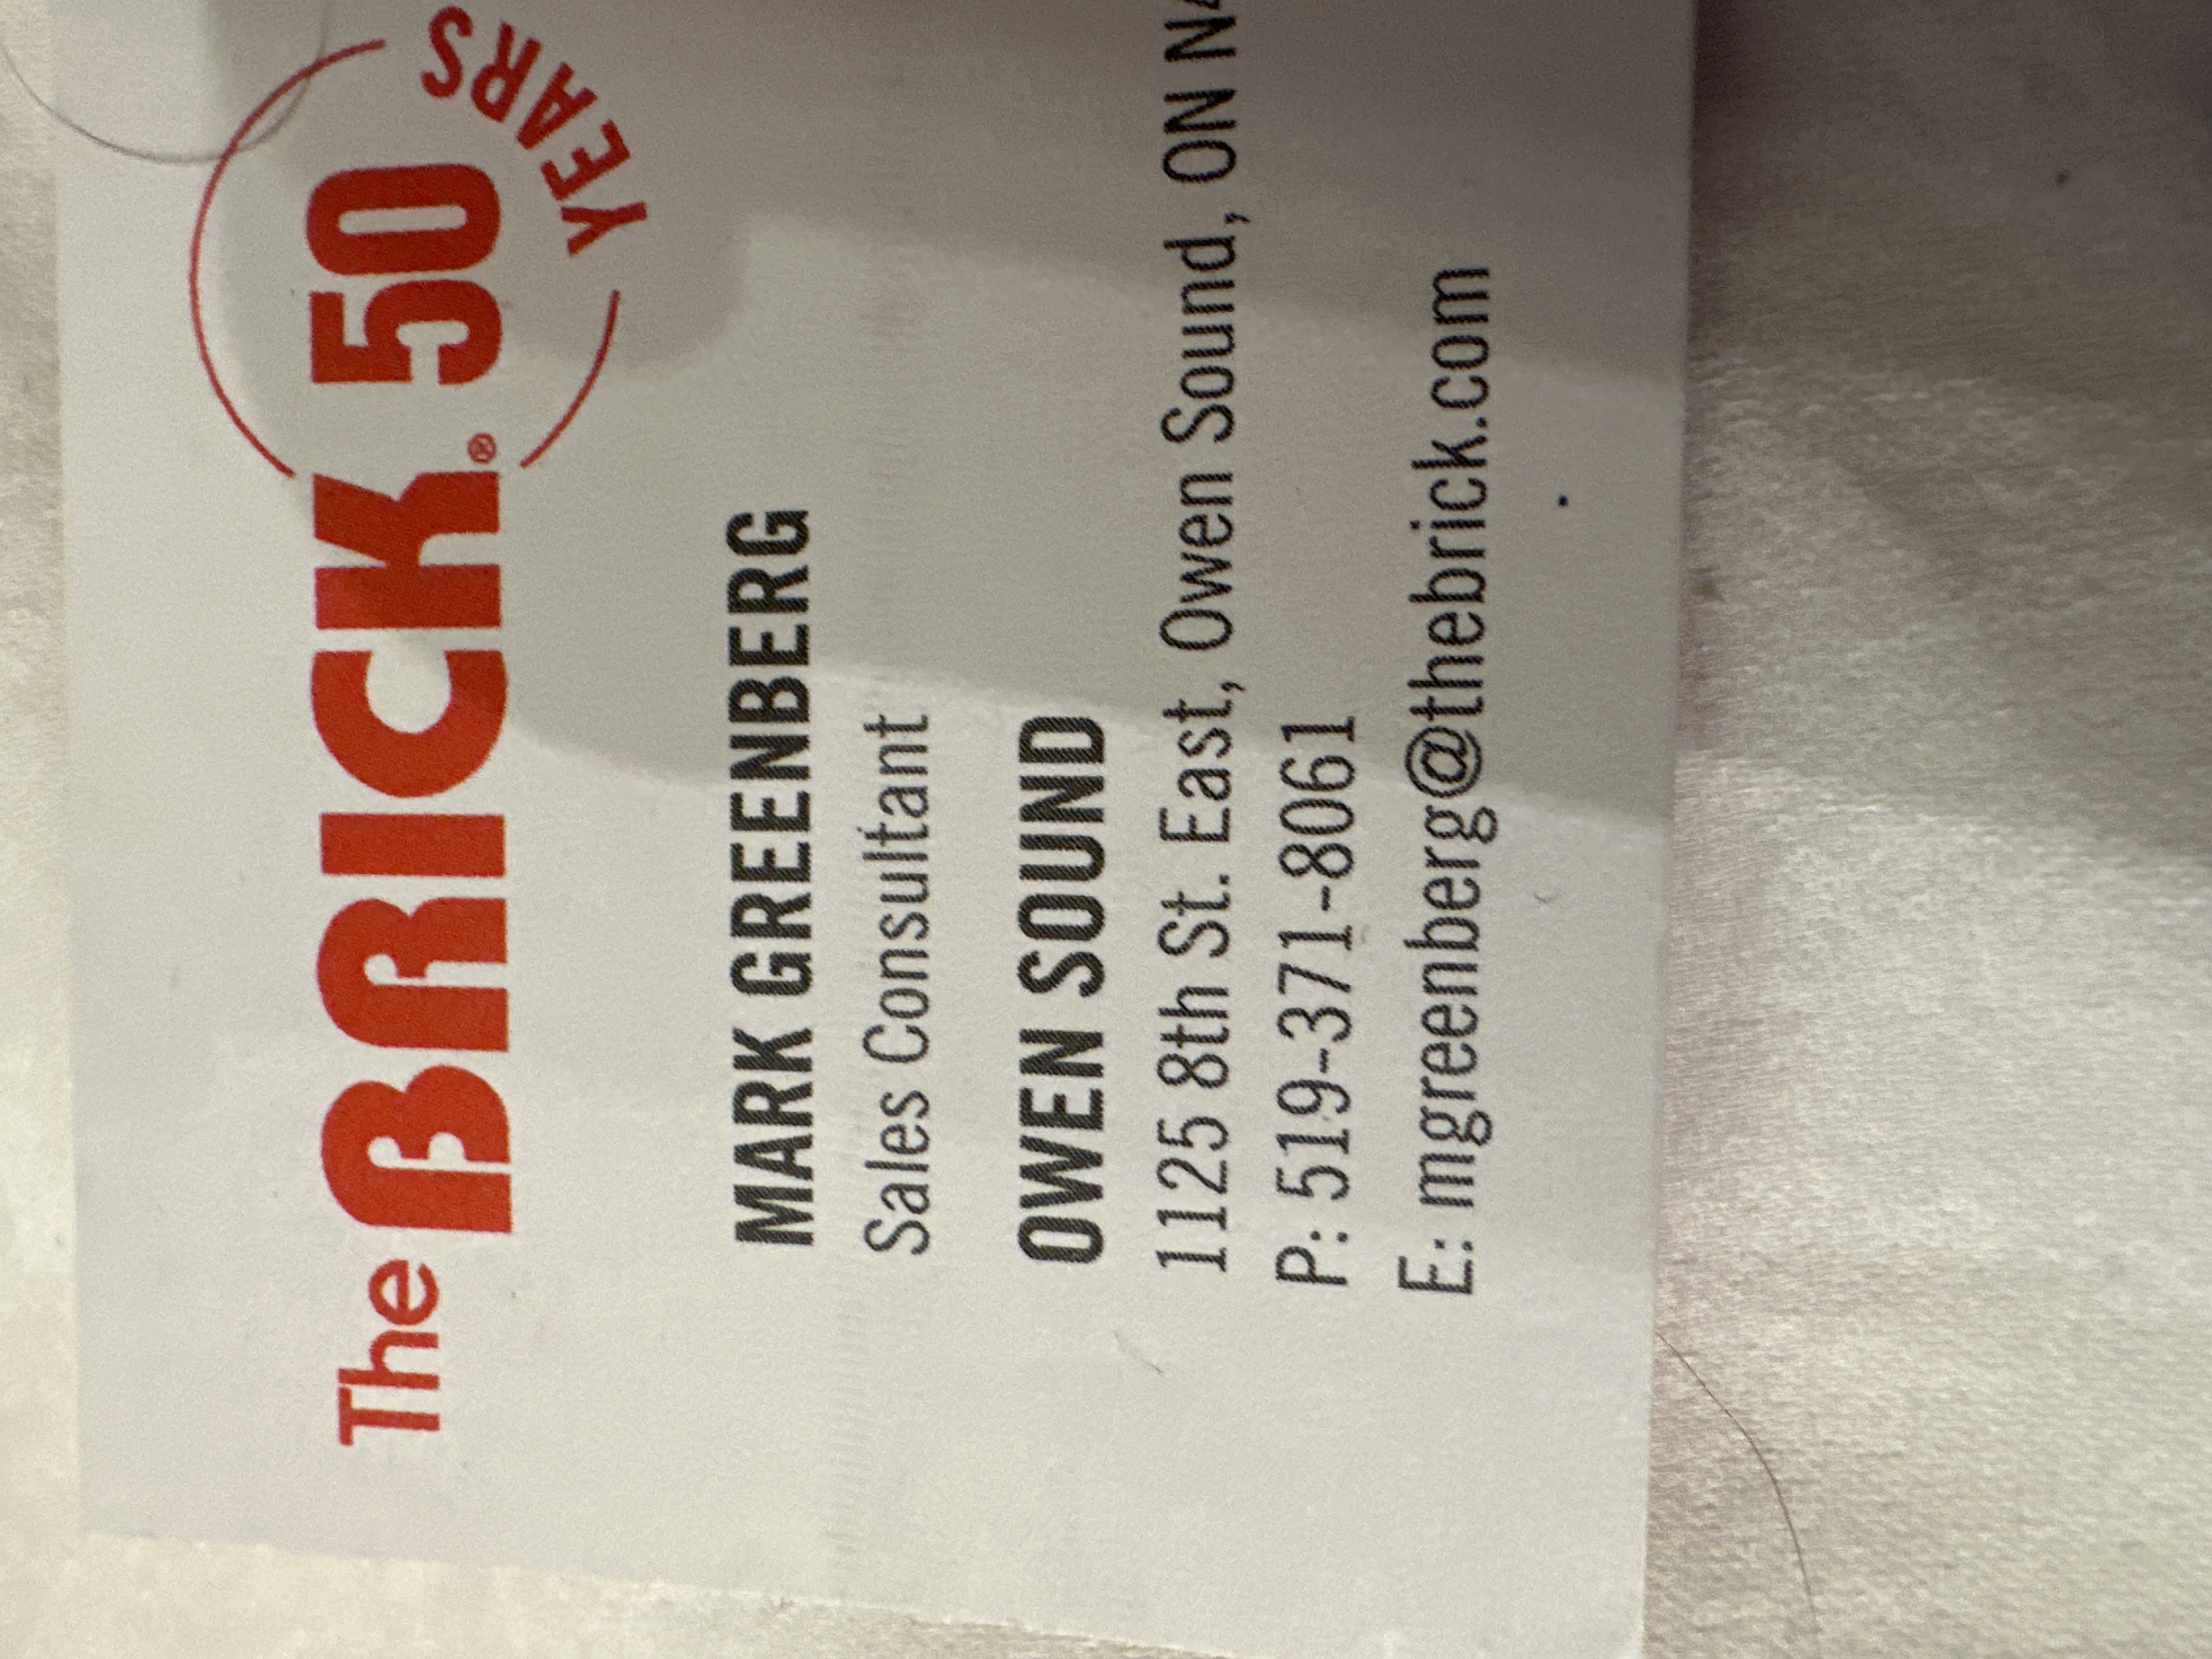 The BRICK® 50 YEARS
MARK GREENBERG
Sales Consultant
OWEN SOUND
1125 8th St. East, Owen Sound, ON
P: 519-371-8061
E: mgreenberg@thebrick.com